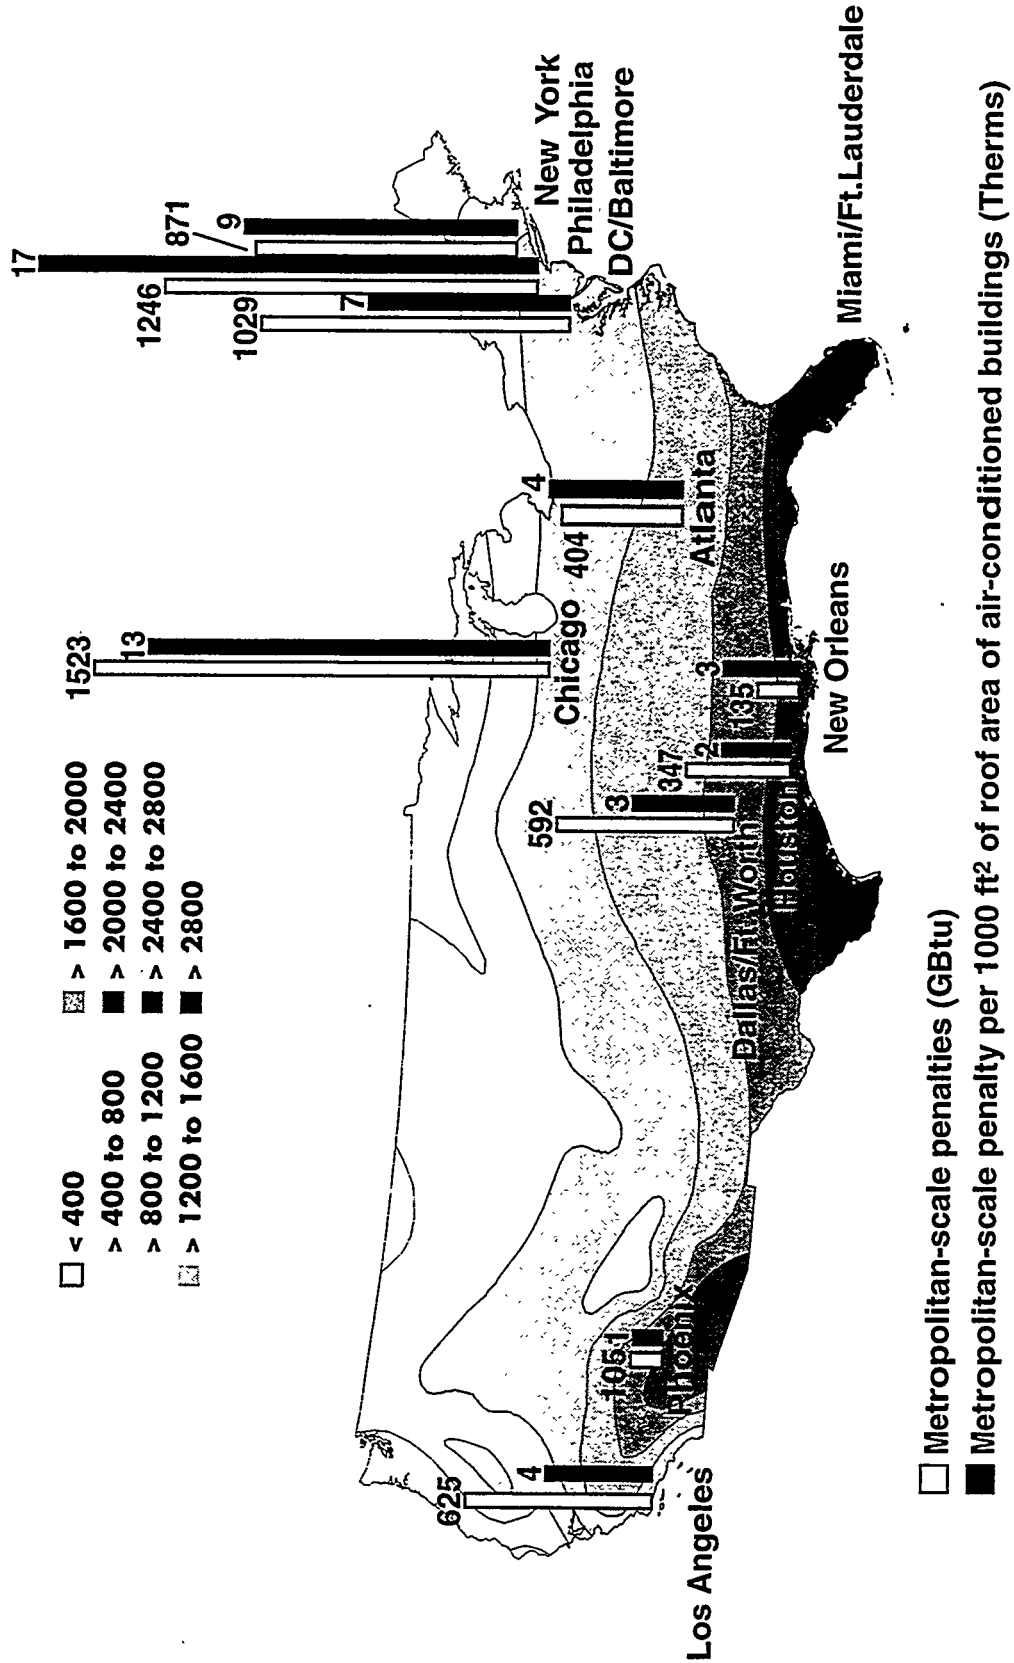 < 400
> 400 to 800
> 800 to 1200
> 1200 to 1600
> 1600 to 2000
> 2000 to 2400
> 2400 to 2800
> 2800
625
4
Los Angeles
105
1
Phoenix
592
3
Dallas/Ft. Worth
347
2
Houston
135
3
New Orleans
1523
13
Chicago
404
4
Atlanta
1029
7
1246
17
871
9
New York
Philadelphia
DC/Baltimore
Miami/Ft.Lauderdale
Metropolitan-scale penalties (GBtu)
Metropolitan-scale penalty per 1000 ft² of roof area of air-conditioned buildings (Therms)